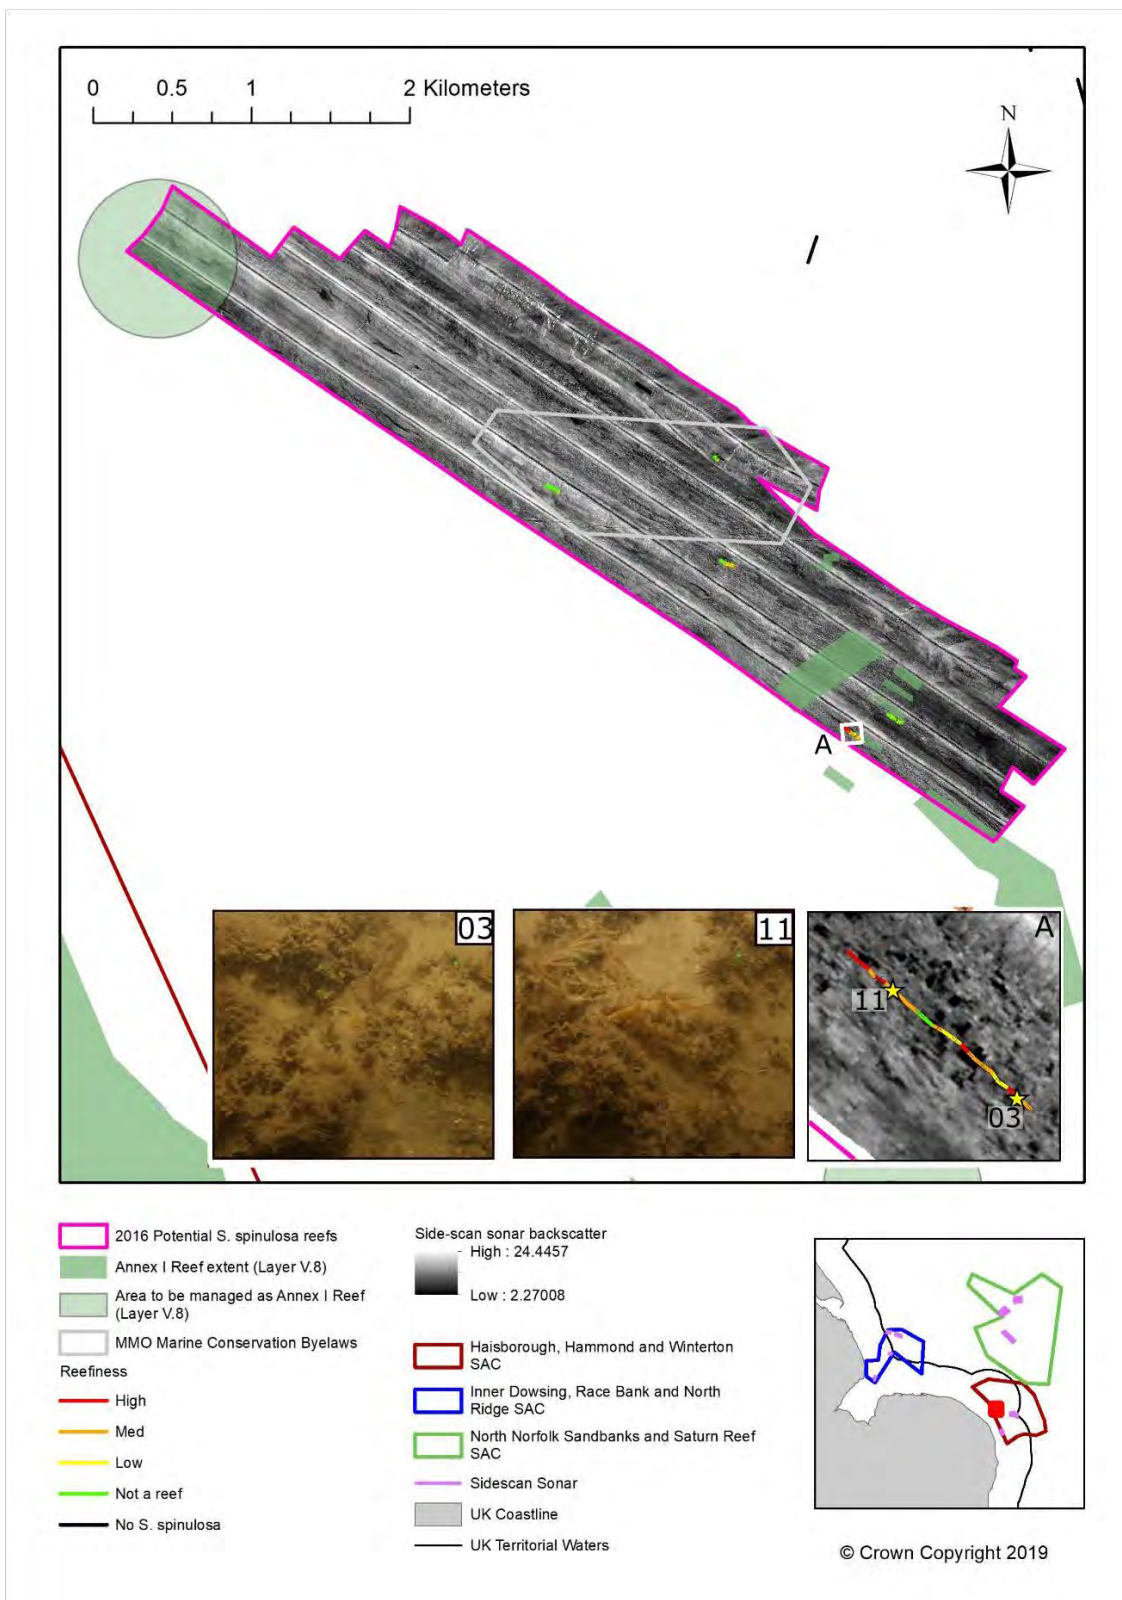 0 0.5 1 2 Kilometers
N
A
03
11
A
11
03
2016 Potential S. spinulosa reefs
Annex I Reef extent (Layer V.8)
Area to be managed as Annex I Reef
(Layer V.8)
MMO Marine Conservation Byelaws
Reefiness
High
Med
Low
Not a reef
No S. spinulosa
Side-scan sonar backscatter
High : 24.4457
Low : 2.27008
Haisborough, Hammond and Winterton
SAC
Inner Dowsing, Race Bank and North
Ridge SAC
North Norfolk Sandbanks and Saturn Reef
SAC
Sidescan Sonar
UK Coastline
UK Territorial Waters
© Crown Copyright 2019